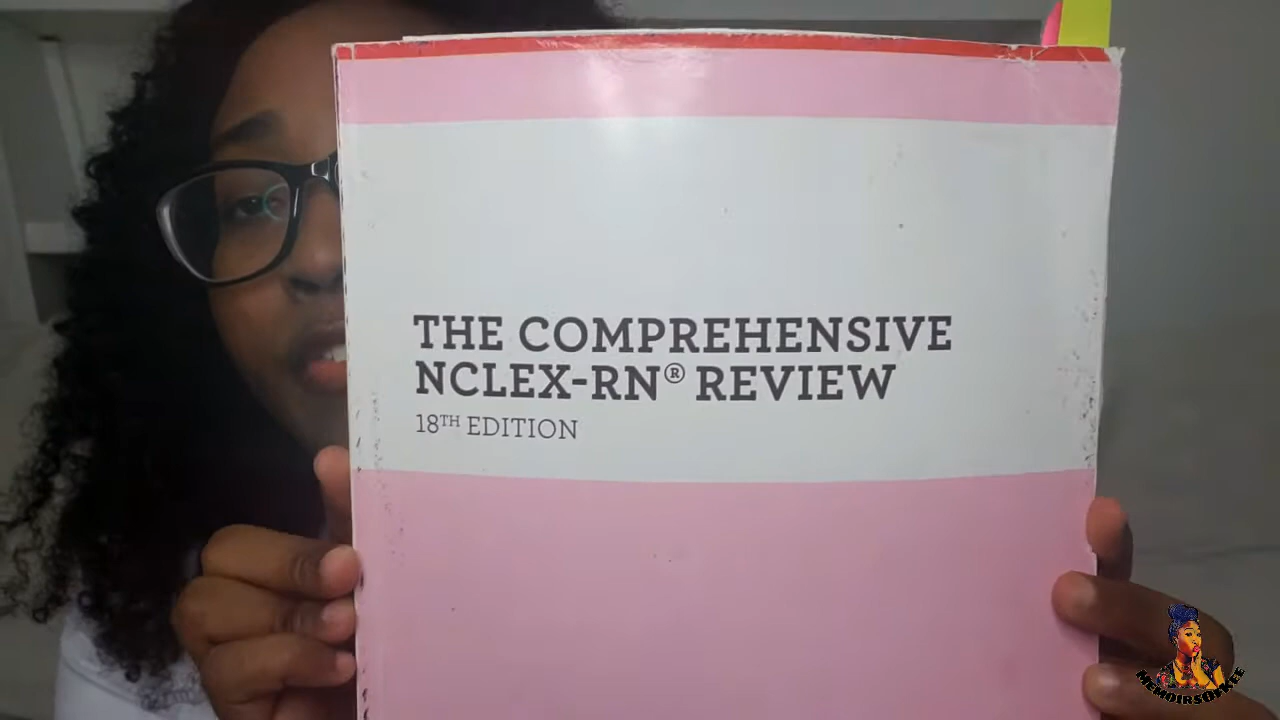 THE COMPREHENSIVE
NCLEX-RN® REVIEW
18TH EDITION
MEMOIRSOFKEE